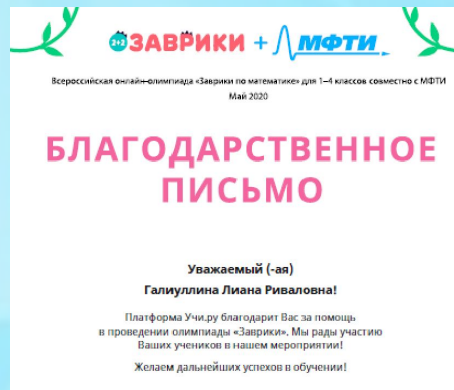 2+2 ЗАВРИКИ + МФТИ
Всероссийская онлайн-олимпиада «Заврики по математике» для 1–4 классов совместно с МФТИ
Май 2020
БЛАГОДАРСТВЕННОЕ
ПИСЬМО
Уважаемый (-ая)
Галиуллина Лиана Риваловна!
Платформа Учи.ру благодарит Вас за помощь
в проведении олимпиады «Заврики». Мы рады участию
Ваших учеников в нашем мероприятии!
Желаем дальнейших успехов в обучении!